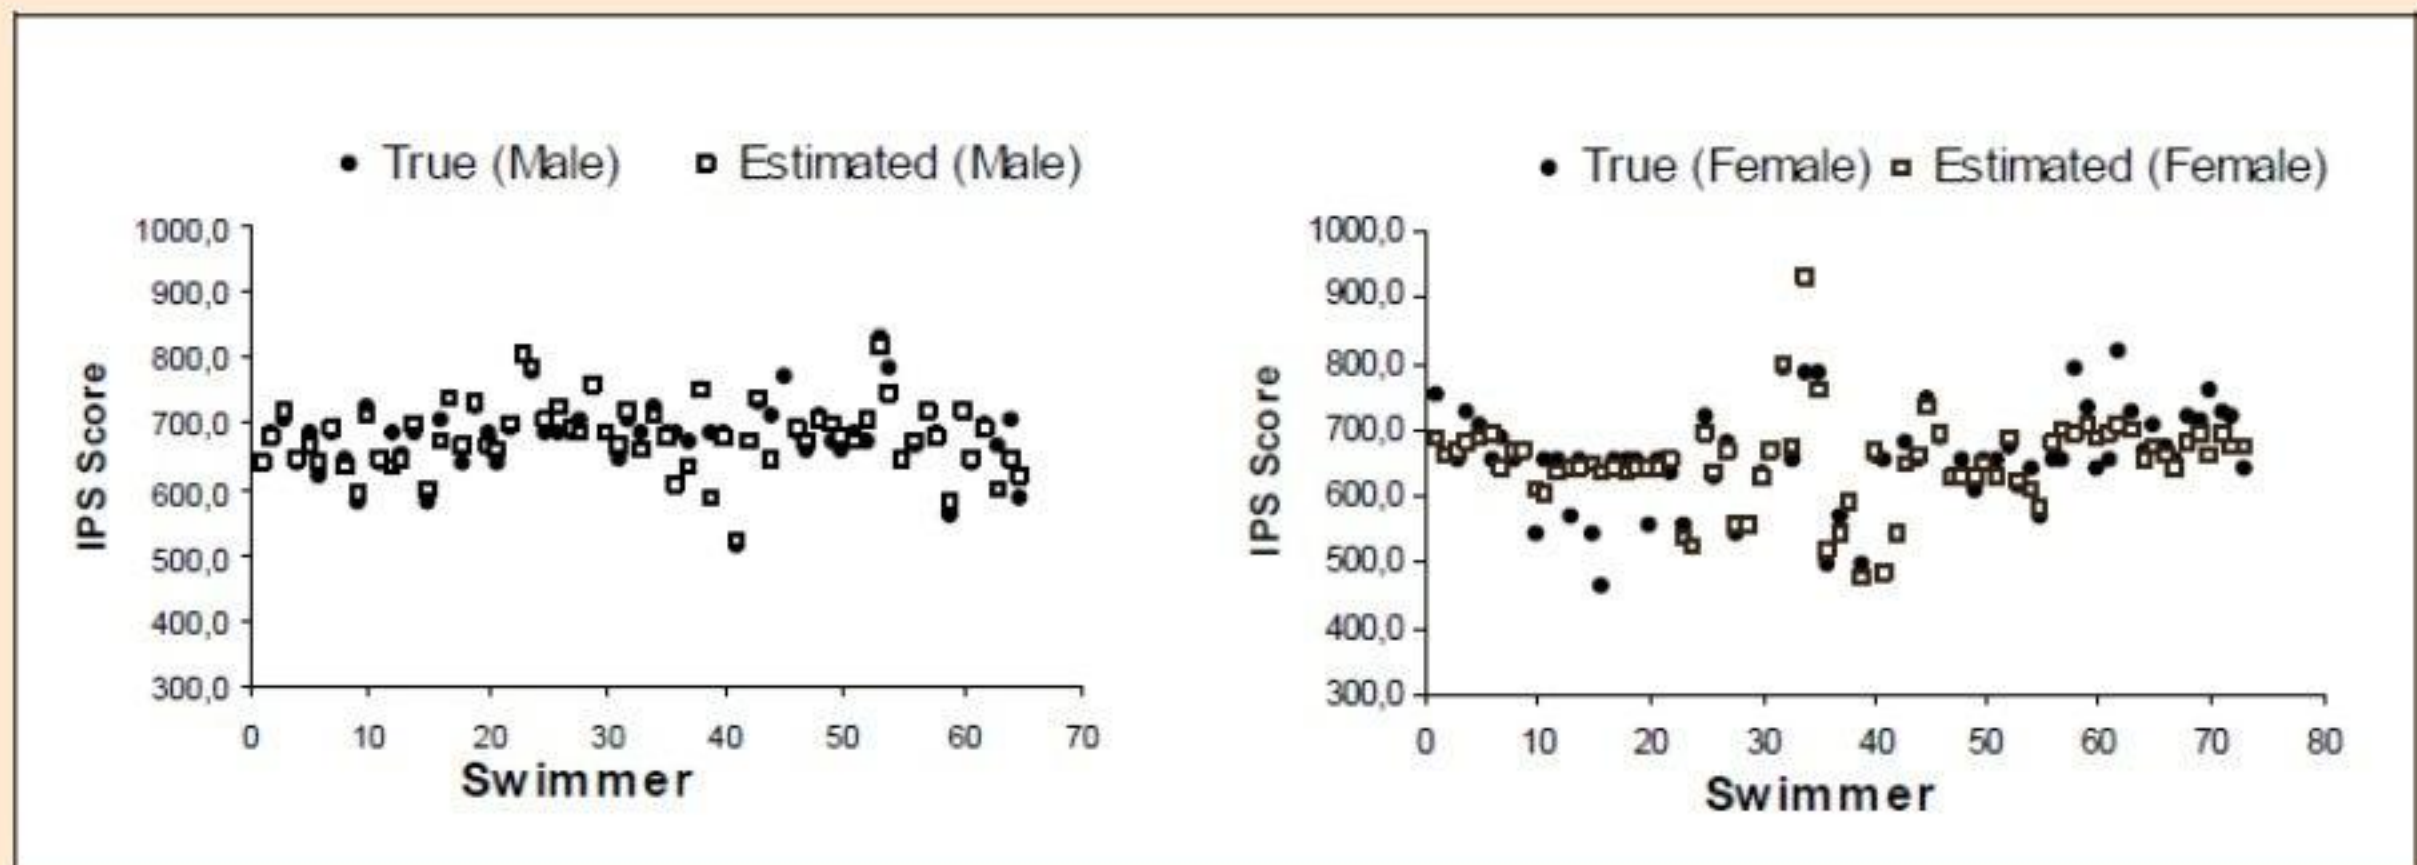 True (Male) Estimated (Male)
1000,0
900,0
800,0
700,0
600,0
500,0
400,0
300,0
IPS Score
0 10 20 30 40 50 60 70
Swimmer
True (Female) Estimated (Female)
1000,0
900,0
800,0
700,0
600,0
500,0
400,0
300,0
IPS Score
0 10 20 30 40 50 60 70 80
Swimmer